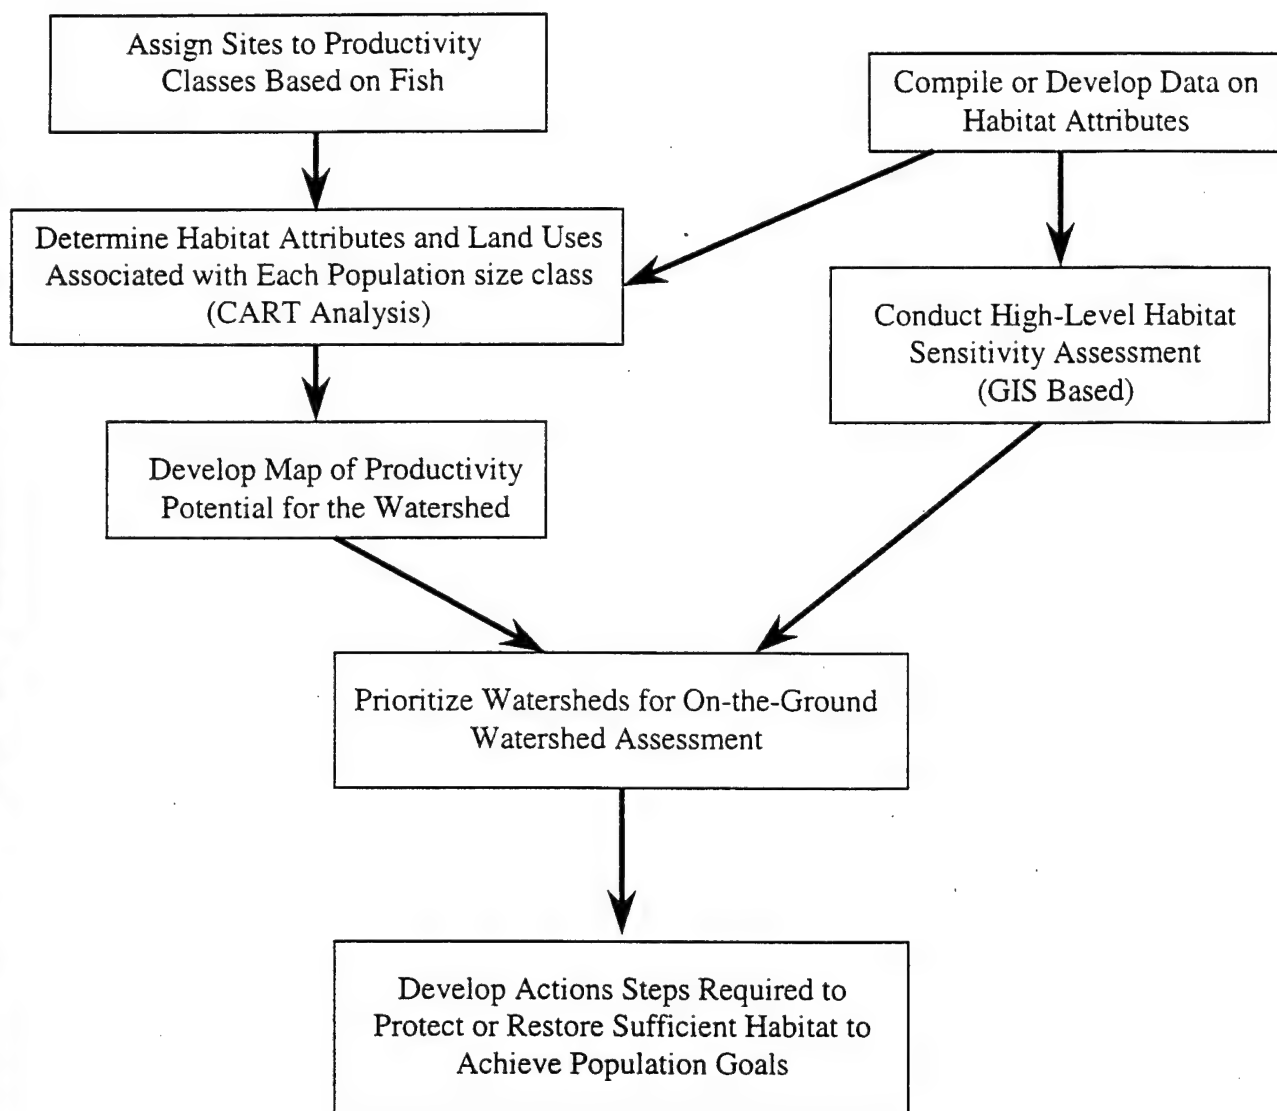 Assign Sites to Productivity
Classes Based on Fish
Compile or Develop Data on
Habitat Attributes
Determine Habitat Attributes and Land Uses
Associated with Each Population size class
(CART Analysis)
Conduct High-Level Habitat
Sensitivity Assessment
(GIS Based)
Develop Map of Productivity
Potential for the Watershed
Prioritize Watersheds for On-the-Ground
Watershed Assessment
Develop Actions Steps Required to
Protect or Restore Sufficient Habitat to
Achieve Population Goals